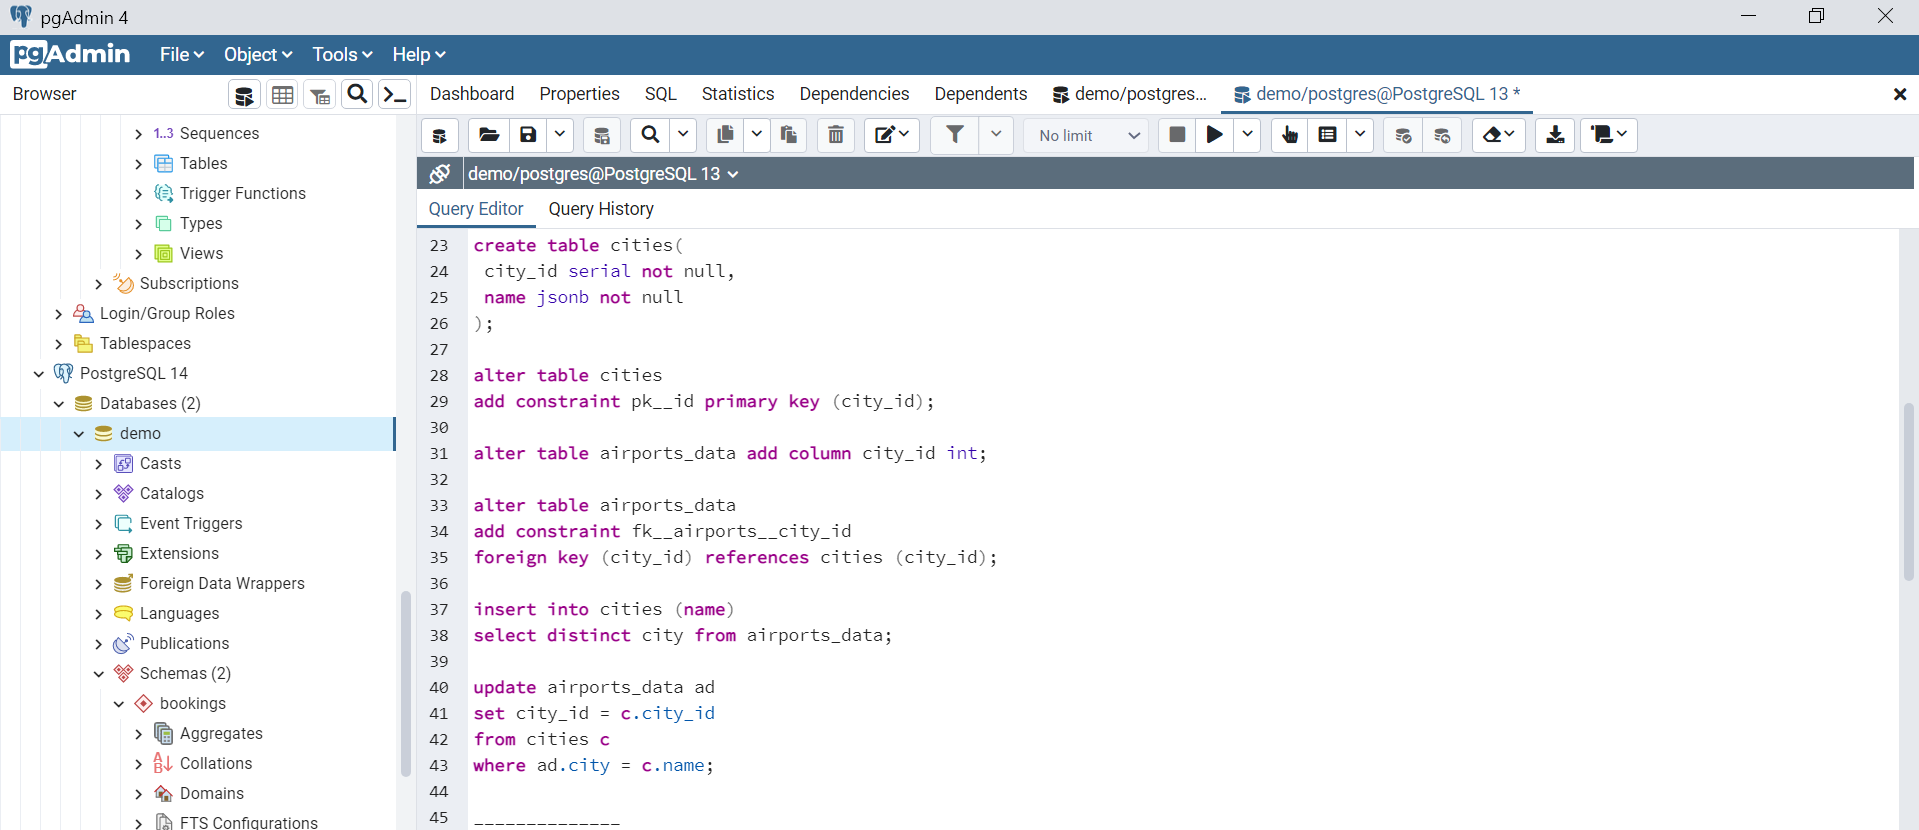 pgAdmin 4
pgAdmin File Object Tools Help
Browser
Dashboard Properties SQL Statistics Dependencies Dependents demo/postgres... demo/postgres@PostgreSQL 13 *
No limit
demo/postgres@PostgreSQL 13
Query Editor Query History
1..3 Sequences
Tables
Trigger Functions
Types
Views
Subscriptions
Login/Group Roles
Tablespaces
PostgreSQL 14
Databases (2)
demo
Casts
Catalogs
Event Triggers
Extensions
Foreign Data Wrappers
Languages
Publications
Schemas (2)
bookings
Aggregates
Collations
Domains
FTS Configurations
23 create table cities(
24 city_id serial not null,
25 name jsonb not null
26 );
27
28 alter table cities
29 add constraint pk__id primary key (city_id);
30
31 alter table airports_data add column city_id int;
32
33 alter table airports_data
34 add constraint fk__airports__city_id
35 foreign key (city_id) references cities (city_id);
36
37 insert into cities (name)
38 select distinct city from airports_data;
39
40 update airports_data ad
41 set city_id = c.city_id
42 from cities c
43 where ad.city = c.name;
44
45 --------------